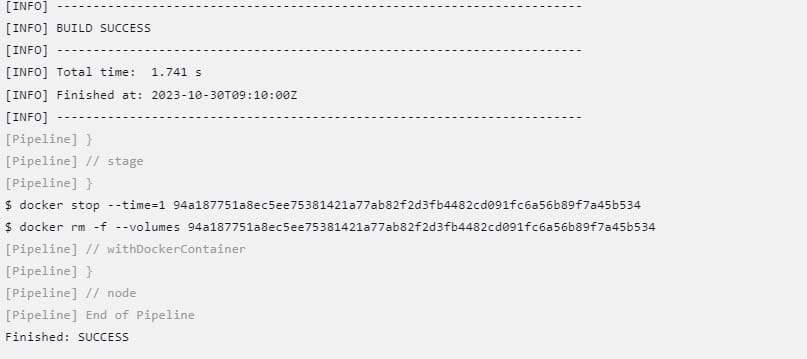 [INFO] ------------------------------------------------------------------------
[INFO] BUILD SUCCESS
[INFO] ------------------------------------------------------------------------
[INFO] Total time:  1.741 s
[INFO] Finished at: 2023-10-30T09:10:00Z
[INFO] ------------------------------------------------------------------------
[Pipeline] }
[Pipeline] // stage
[Pipeline] }
$ docker stop --time=1 94a187751a8ec5ee75381421a77ab82f2d3fb4482cd091fc6a56b89f7a45b534
$ docker rm -f --volumes 94a187751a8ec5ee75381421a77ab82f2d3fb4482cd091fc6a56b89f7a45b534
[Pipeline] // withDockerContainer
[Pipeline] }
[Pipeline] // node
[Pipeline] End of Pipeline
Finished: SUCCESS